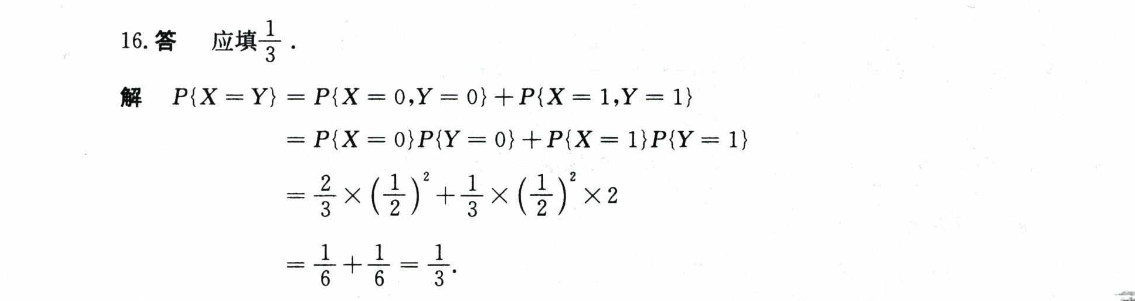 16. 答 应填 1/3 .
解 P{X = Y} = P{X = 0,Y = 0} + P{X = 1,Y = 1}
= P{X = 0}P{Y = 0} + P{X = 1}P{Y = 1}
= 2/3 × (1/2)² + 1/3 × (1/2)² × 2
= 1/6 + 1/6 = 1/3.